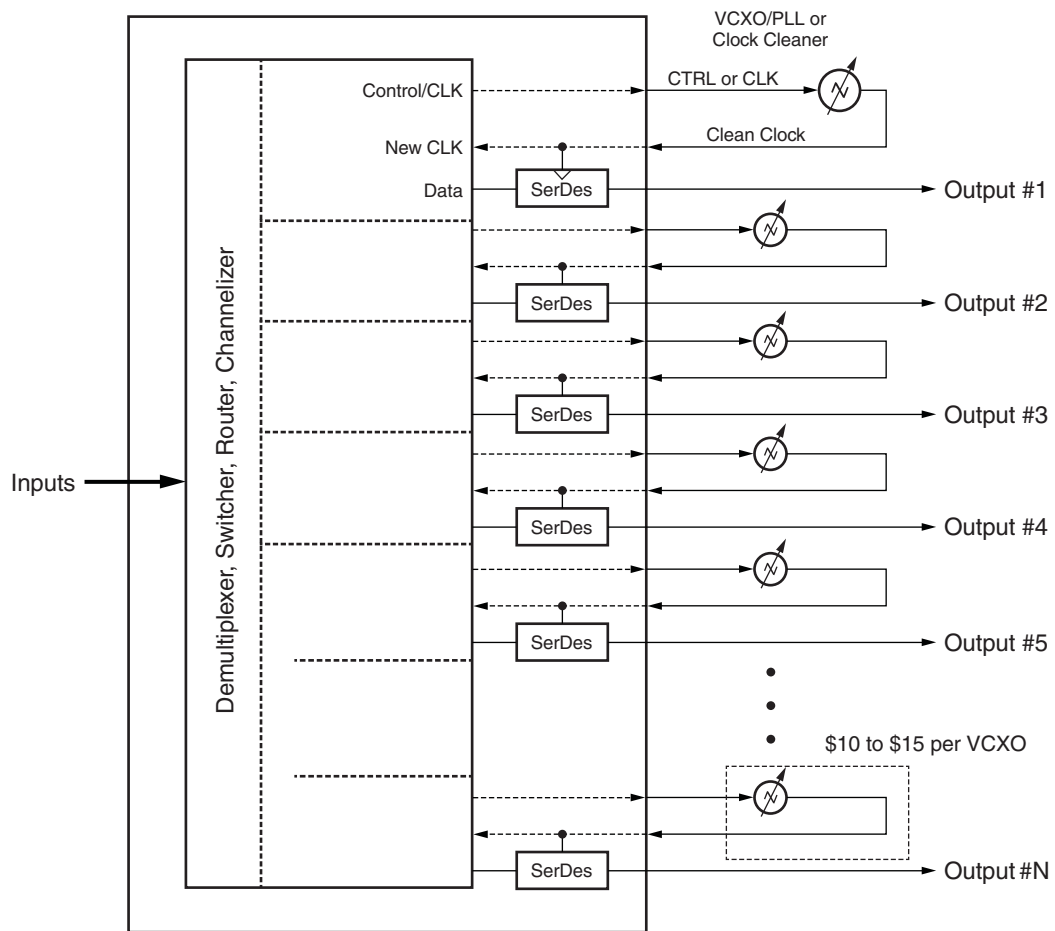 VCXO/PLL or
Clock Cleaner
Control/CLK
CTRL or CLK
New CLK
Clean Clock
Data
SerDes
Output #1
SerDes
Output #2
SerDes
Output #3
Demultiplexer, Switcher, Router, Channelizer
Inputs
SerDes
Output #4
SerDes
Output #5
$10 to $15 per VCXO
SerDes
Output #N